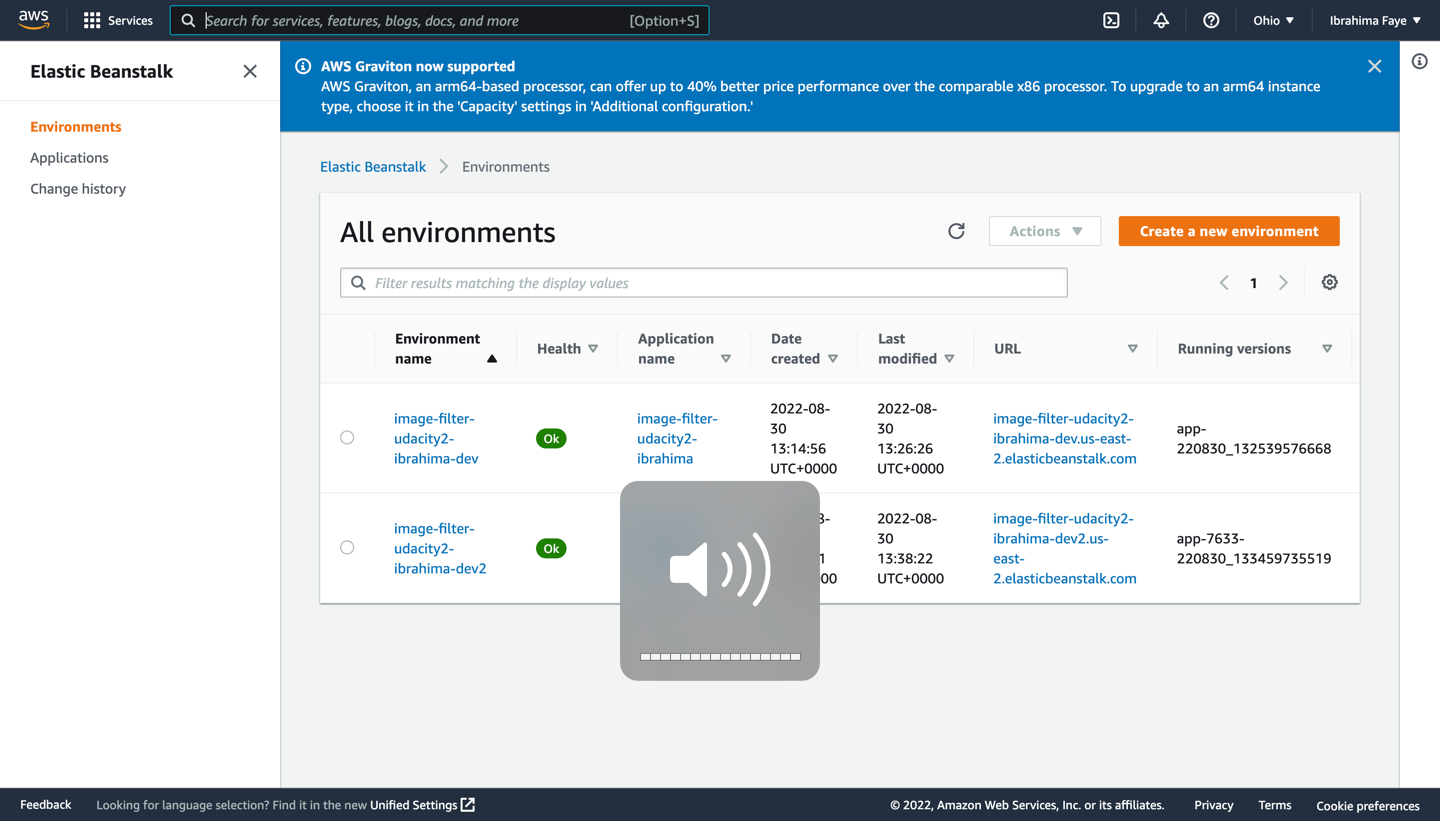 aws
Services
Search for services, features, blogs, docs, and more
[Option+S]
Ohio
Ibrahima Faye
Elastic Beanstalk
Environments
Applications
Change history
AWS Graviton now supported
AWS Graviton, an arm64-based processor, can offer up to 40% better price performance over the comparable x86 processor. To upgrade to an arm64 instance
type, choose it in the 'Capacity' settings in 'Additional configuration.'
Elastic Beanstalk
Environments
All environments
Actions
Create a new environment
Filter results matching the display values
1
Environment
name
Health
Application
name
Date
created
Last
modified
URL
Running versions
image-filter-
udacity2-
ibrahima-dev
Ok
image-filter-
udacity2-
ibrahima
2022-08-
30
13:14:56
UTC+0000
2022-08-
30
13:26:26
UTC+0000
image-filter-udacity2-
ibrahima-dev.us-east-
2.elasticbeanstalk.com
app-
220830_132539576668
image-filter-
udacity2-
ibrahima-dev2
Ok
2022-08-
30
13:38:22
UTC+0000
image-filter-udacity2-
ibrahima-dev2.us-
east-
2.elasticbeanstalk.com
app-7633-
220830_133459735519
Feedback
Looking for language selection? Find it in the new Unified Settings
© 2022, Amazon Web Services, Inc. or its affiliates.
Privacy
Terms
Cookie preferences